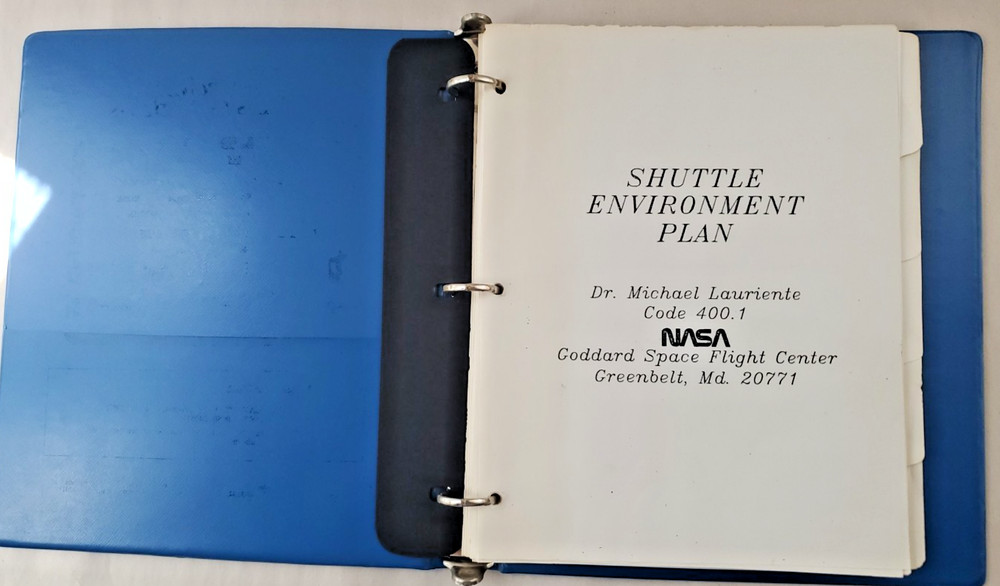 SHUTTLE
ENVIRONMENT
PLAN
Dr. Michael Lauriente
Code 400.1
NASA
Goddard Space Flight Center
Greenbelt, Md. 20771